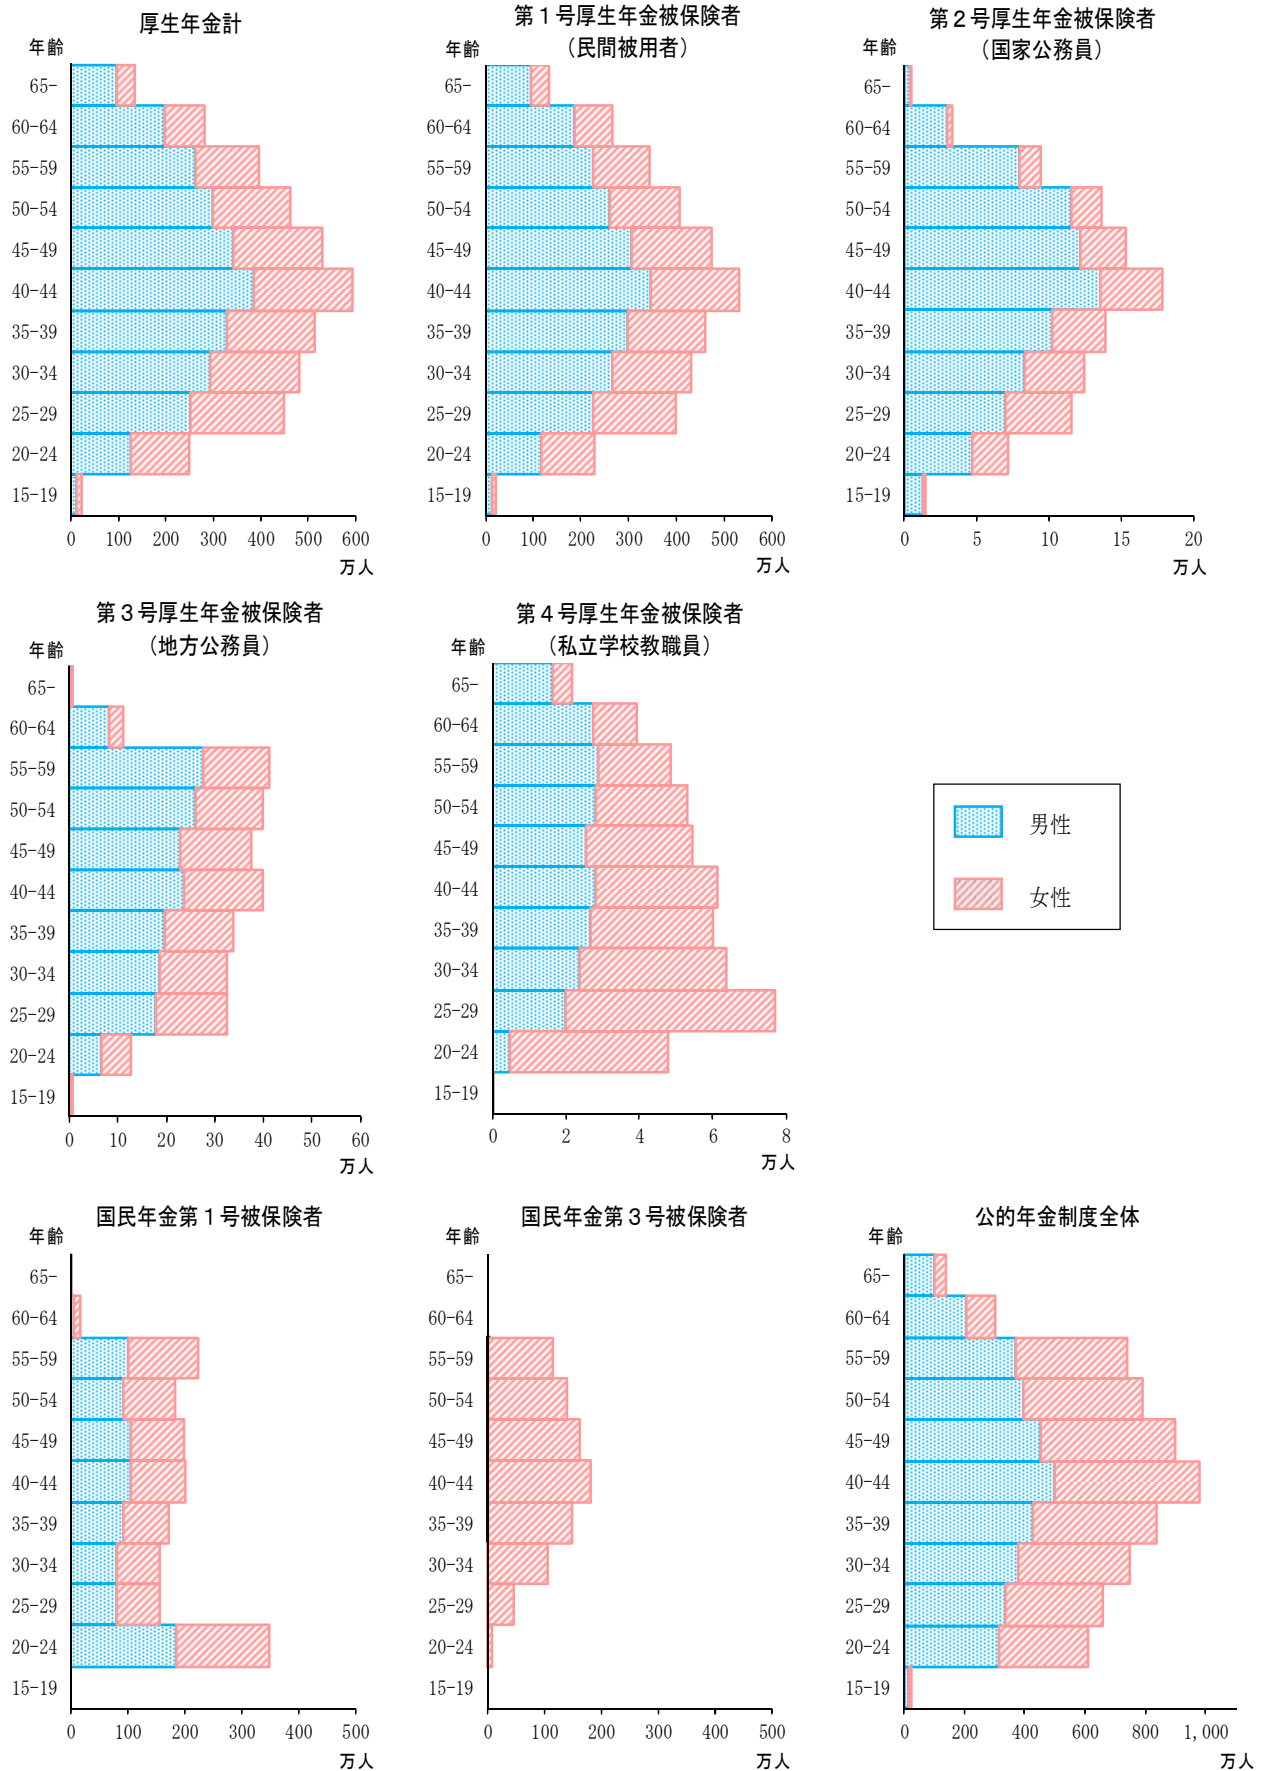 厚生年金計
年齢
65-
60-64
55-59
50-54
45-49
40-44
35-39
30-34
25-29
20-24
15-19
0 100 200 300 400 500 600
万人
第１号厚生年金被保険者
（民間被用者）
年齢
65-
60-64
55-59
50-54
45-49
40-44
35-39
30-34
25-29
20-24
15-19
0 100 200 300 400 500 600
万人
第２号厚生年金被保険者
（国家公務員）
年齢
65-
60-64
55-59
50-54
45-49
40-44
35-39
30-34
25-29
20-24
15-19
0 5 10 15 20
万人
第３号厚生年金被保険者
（地方公務員）
年齢
65-
60-64
55-59
50-54
45-49
40-44
35-39
30-34
25-29
20-24
15-19
0 10 20 30 40 50 60
万人
第４号厚生年金被保険者
（私立学校教職員）
年齢
65-
60-64
55-59
50-54
45-49
40-44
35-39
30-34
25-29
20-24
15-19
0 2 4 6 8
万人
男性
女性
国民年金第１号被保険者
年齢
65-
60-64
55-59
50-54
45-49
40-44
35-39
30-34
25-29
20-24
15-19
0 100 200 300 400 500
万人
国民年金第３号被保険者
年齢
65-
60-64
55-59
50-54
45-49
40-44
35-39
30-34
25-29
20-24
15-19
0 100 200 300 400 500
万人
公的年金制度全体
年齢
65-
60-64
55-59
50-54
45-49
40-44
35-39
30-34
25-29
20-24
15-19
0 200 400 600 800 1,000
万人